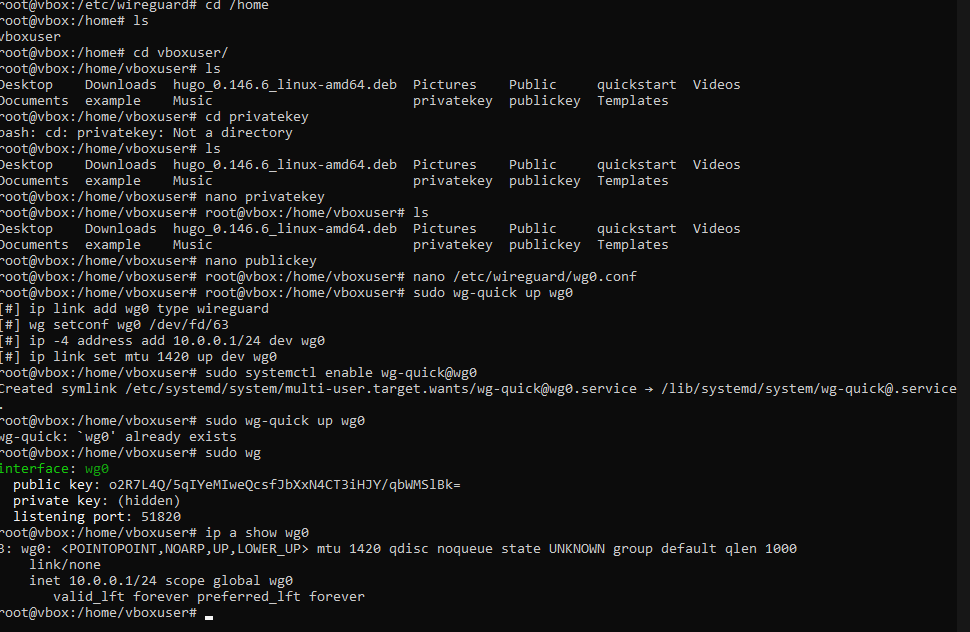 root@vbox:/etc/wireguard# cd /home
root@vbox:/home# ls
vboxuser
root@vbox:/home# cd vboxuser/
root@vbox:/home/vboxuser# ls
Desktop    Downloads  hugo_0.146.6_linux-amd64.deb  Pictures    Public     quickstart  Videos
Documents  example    Music                         privatekey  publickey  Templates
root@vbox:/home/vboxuser# cd privatekey
bash: cd: privatekey: Not a directory
root@vbox:/home/vboxuser# ls
Desktop    Downloads  hugo_0.146.6_linux-amd64.deb  Pictures    Public     quickstart  Videos
Documents  example    Music                         privatekey  publickey  Templates
root@vbox:/home/vboxuser# nano privatekey
root@vbox:/home/vboxuser# root@vbox:/home/vboxuser# ls
Desktop    Downloads  hugo_0.146.6_linux-amd64.deb  Pictures    Public     quickstart  Videos
Documents  example    Music                         privatekey  publickey  Templates
root@vbox:/home/vboxuser# nano publickey
root@vbox:/home/vboxuser# root@vbox:/home/vboxuser# nano /etc/wireguard/wg0.conf
root@vbox:/home/vboxuser# root@vbox:/home/vboxuser# sudo wg-quick up wg0
[#] ip link add wg0 type wireguard
[#] wg setconf wg0 /dev/fd/63
[#] ip -4 address add 10.0.0.1/24 dev wg0
[#] ip link set mtu 1420 up dev wg0
root@vbox:/home/vboxuser# sudo systemctl enable wg-quick@wg0
Created symlink /etc/systemd/system/multi-user.target.wants/wg-quick@wg0.service → /lib/systemd/system/wg-quick@.service
.
root@vbox:/home/vboxuser# sudo wg-quick up wg0
wg-quick: `wg0' already exists
root@vbox:/home/vboxuser# sudo wg
interface: wg0
  public key: o2R7L4Q/5qIYeMIweQcsfJbXxN4CT3iHJY/qbWMSlBk=
  private key: (hidden)
  listening port: 51820
root@vbox:/home/vboxuser# ip a show wg0
3: wg0: <POINTOPOINT,NOARP,UP,LOWER_UP> mtu 1420 qdisc noqueue state UNKNOWN group default qlen 1000
    link/none
    inet 10.0.0.1/24 scope global wg0
       valid_lft forever preferred_lft forever
root@vbox:/home/vboxuser#